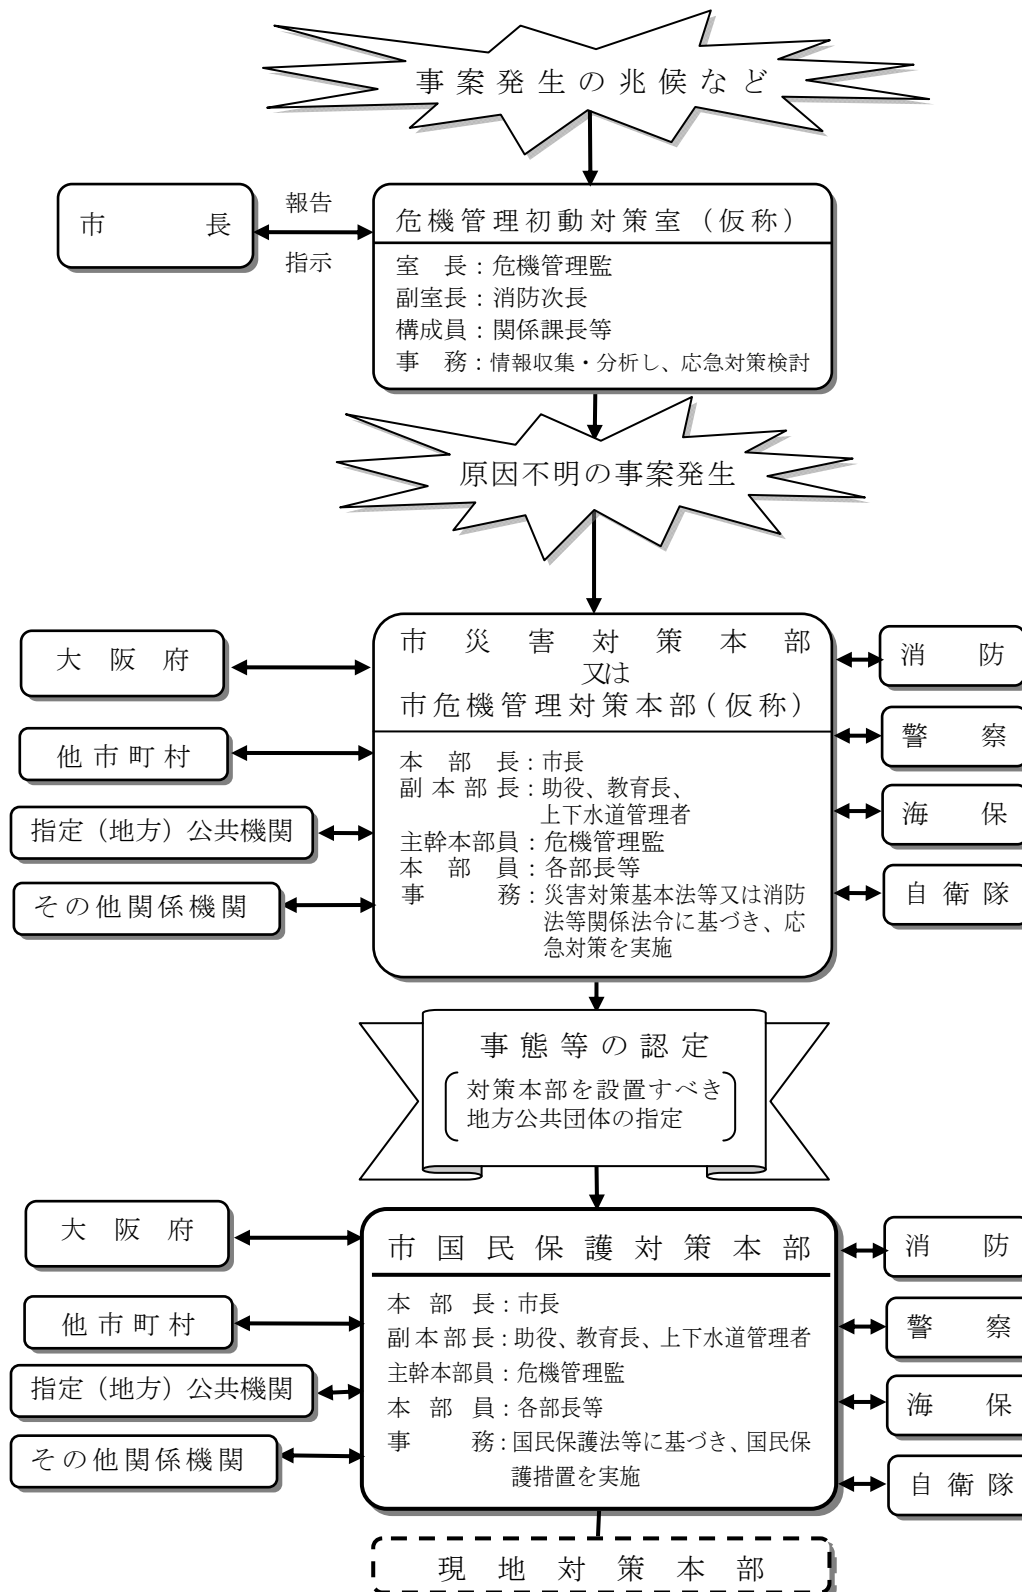 事案発生の兆候など
市長
報告
指示
危機管理初動対策室（仮称）
室長：危機管理監
副室長：消防次長
構成員：関係課長等
事務：情報収集・分析し、応急対策検討
原因不明の事案発生
大阪府
他市町村
指定（地方）公共機関
その他関係機関
市災害対策本部
又は
市危機管理対策本部（仮称）
本部長：市長
副本部長：助役、教育長、
上下水道管理者
主幹本部員：危機管理監
本部員：各部長等
事務：災害対策基本法等又は消防
法等関係法令に基づき、応
急対策を実施
消防
警察
海保
自衛隊
事態等の認定
対策本部を設置すべき
地方公共団体の指定
大阪府
他市町村
指定（地方）公共機関
その他関係機関
市国民保護対策本部
本部長：市長
副本部長：助役、教育長、上下水道管理者
主幹本部員：危機管理監
本部員：各部長等
事務：国民保護法等に基づき、国民保
護措置を実施
消防
警察
海保
自衛隊
現地対策本部